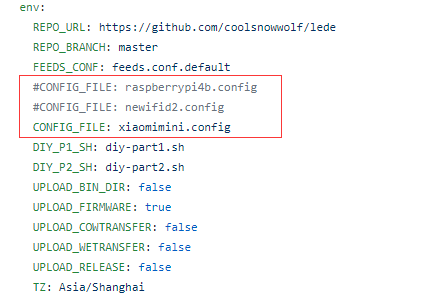 env:
REPO_URL: https://github.com/coolsnowwolf/lede
REPO_BRANCH: master
FEEDS_CONF: feeds.conf.default
#CONFIG_FILE: raspberrypi4b.config
#CONFIG_FILE: newifid2.config
CONFIG_FILE: xiaomimini.config
DIY_P1_SH: diy-part1.sh
DIY_P2_SH: diy-part2.sh
UPLOAD_BIN_DIR: false
UPLOAD_FIRMWARE: true
UPLOAD_COWTRANSFER: false
UPLOAD_WETRANSFER: false
UPLOAD_RELEASE: false
TZ: Asia/Shanghai